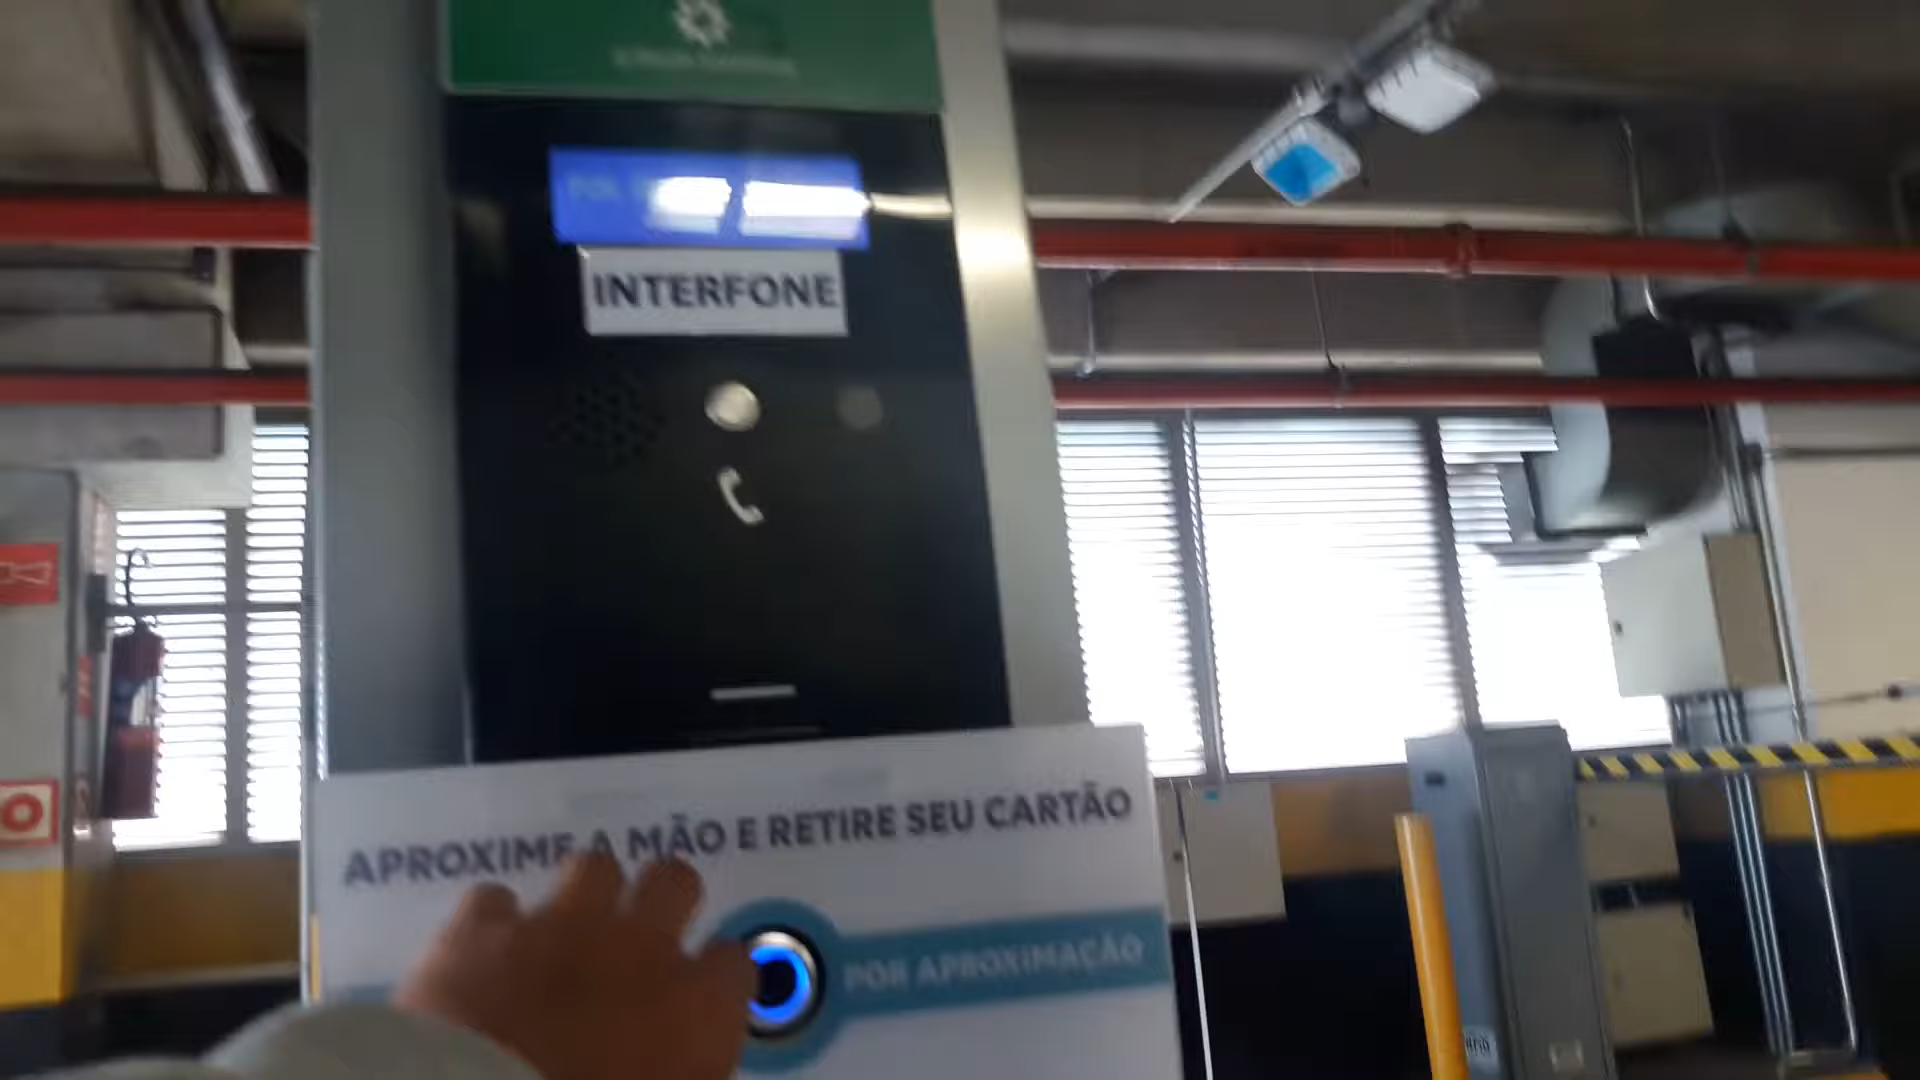 INTERFONE
APROXIME A MÃO E RETIRE SEU CARTÃO
POR APROXIMAÇÃO